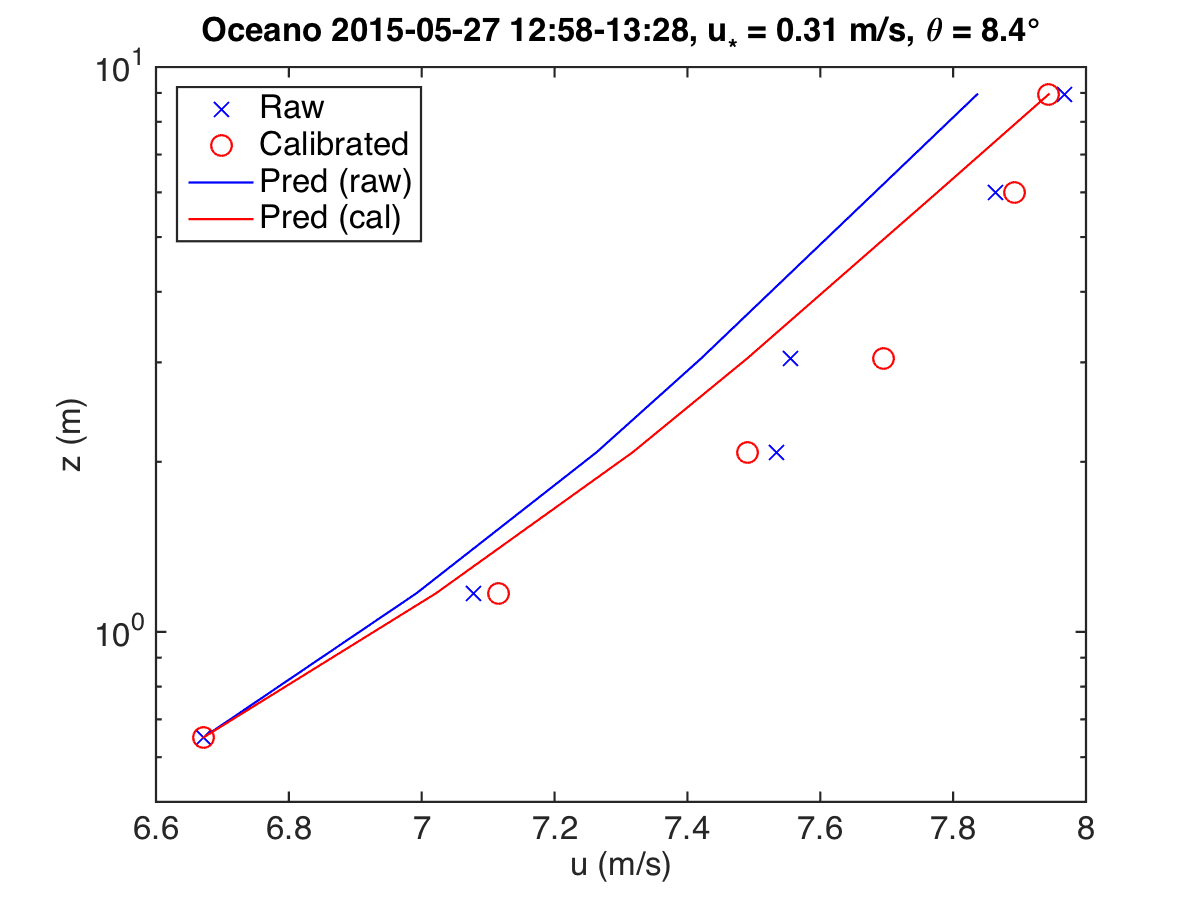 Oceano 2015-05-27 12:58-13:28, u* = 0.31 m/s, θ = 8.4°
10¹
Raw
Calibrated
Pred (raw)
Pred (cal)
z (m)
10⁰
6.6 6.8 7 7.2 7.4 7.6 7.8 8
u (m/s)